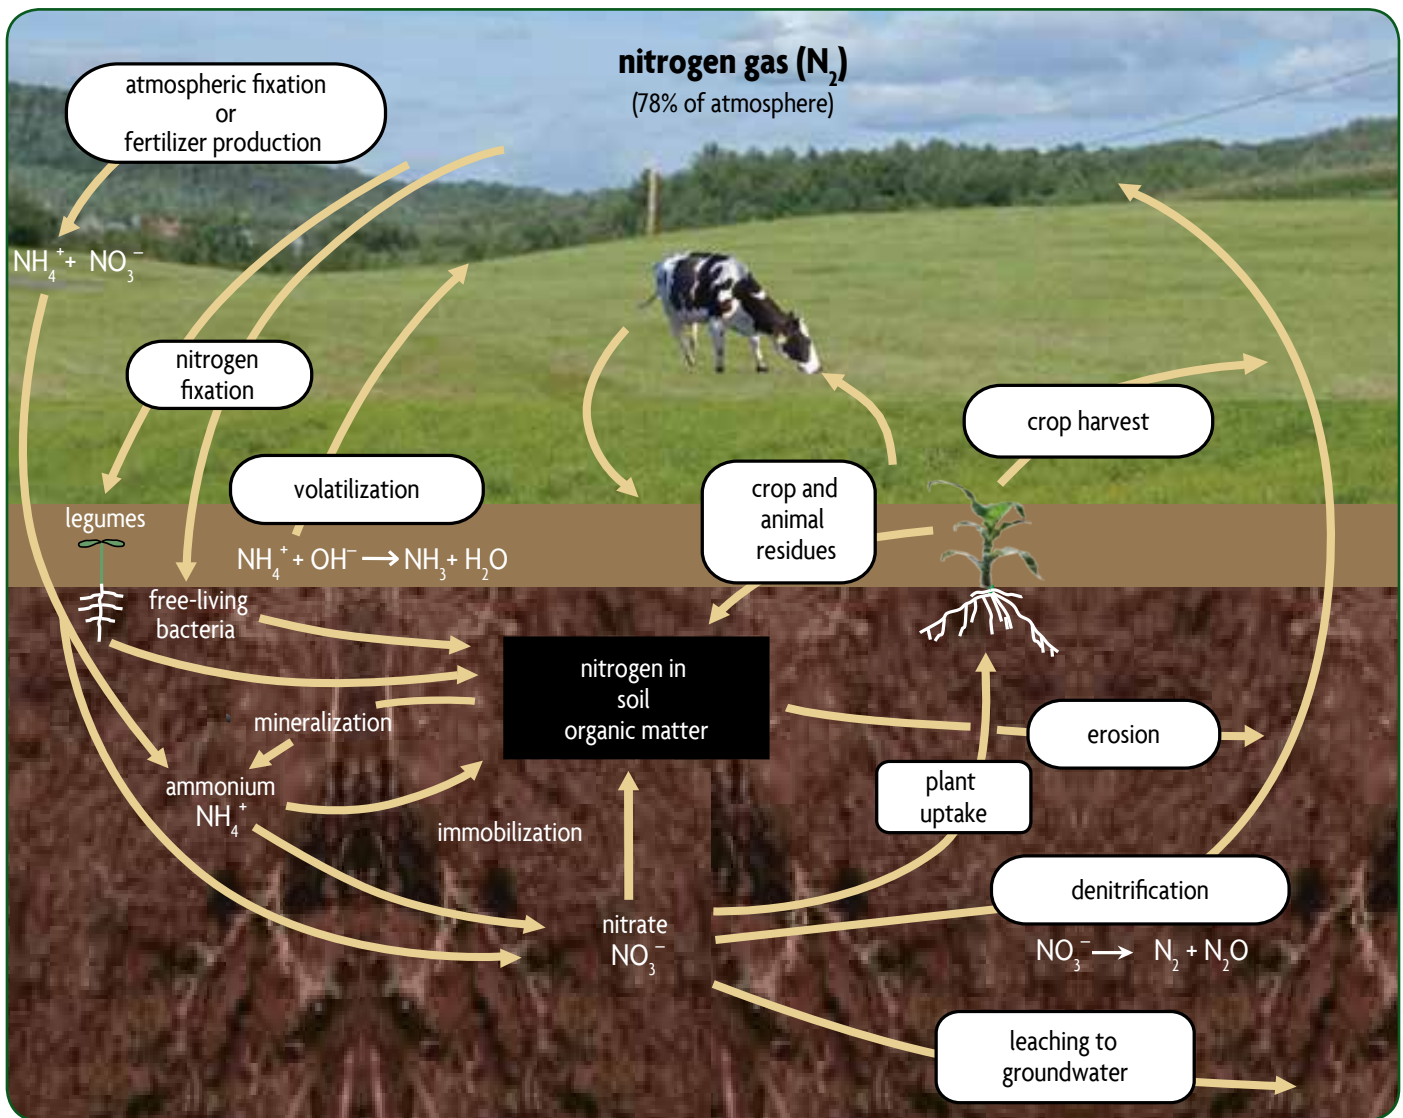 nitrogen gas (N₂)
(78% of atmosphere)
atmospheric fixation
or
fertilizer production
NH₄⁺ + NO₃⁻
nitrogen
fixation
crop harvest
volatilization
crop and
animal
residues
legumes
NH₄⁺ + OH⁻ → NH₃ + H₂O
free-living
bacteria
nitrogen in
soil
organic matter
mineralization
erosion
ammonium
NH₄⁺
plant
uptake
immobilization
denitrification
nitrate
NO₃⁻
NO₃⁻ → N₂ + N₂O
leaching to
groundwater